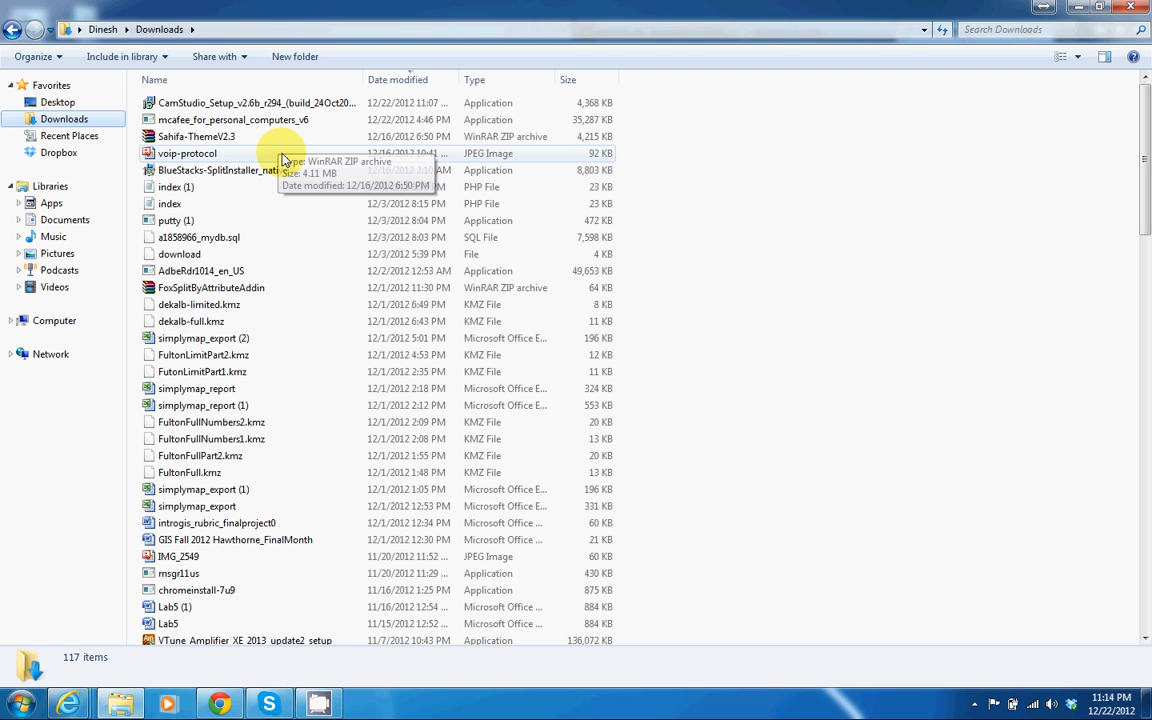 Dinesh Downloads Search Downloads
Organize Include in library Share with New folder
Name Date modified Type Size
Favorites
Desktop
Downloads
Recent Places
Dropbox
Libraries
Apps
Documents
Music
Pictures
Podcasts
Videos
Computer
Network
CamStudio_Setup_v2.6b_r294_(build_24Oct20... 12/22/2012 11:07 ... Application 4,368 KB
mcafee_for_personal_computers_v6 12/22/2012 4:46 PM Application 35,287 KB
Sahifa-ThemeV2.3 12/16/2012 6:50 PM WinRAR ZIP archive 4,215 KB
voip-protocol 12/16/2012 10:41 ... JPEG Image 92 KB
Type: WinRAR ZIP archive
Size: 4.11 MB
Date modified: 12/16/2012 6:50 PM
BlueStacks-SplitInstaller_nati Application 8,803 KB
index (1) PHP File 23 KB
index 12/3/2012 8:15 PM PHP File 23 KB
putty (1) 12/3/2012 8:04 PM Application 472 KB
a1858966_mydb.sql 12/3/2012 8:03 PM SQL File 7,598 KB
download 12/3/2012 5:39 PM File 4 KB
AdbeRdr1014_en_US 12/2/2012 12:53 AM Application 49,653 KB
FoxSplitByAttributeAddin 12/1/2012 11:30 PM WinRAR ZIP archive 64 KB
dekalb-limited.kmz 12/1/2012 6:49 PM KMZ File 8 KB
dekalb-full.kmz 12/1/2012 6:43 PM KMZ File 11 KB
simplymap_export (2) 12/1/2012 5:01 PM Microsoft Office E... 196 KB
FultonLimitPart2.kmz 12/1/2012 4:53 PM KMZ File 12 KB
FutonLimitPart1.kmz 12/1/2012 2:35 PM KMZ File 11 KB
simplymap_report 12/1/2012 2:18 PM Microsoft Office E... 324 KB
simplymap_report (1) 12/1/2012 2:12 PM Microsoft Office E... 553 KB
FultonFullNumbers2.kmz 12/1/2012 2:09 PM KMZ File 20 KB
FultonFullNumbers1.kmz 12/1/2012 2:08 PM KMZ File 13 KB
FultonFullPart2.kmz 12/1/2012 1:55 PM KMZ File 20 KB
FultonFull.kmz 12/1/2012 1:48 PM KMZ File 13 KB
simplymap_export (1) 12/1/2012 1:05 PM Microsoft Office E... 196 KB
simplymap_export 12/1/2012 12:53 PM Microsoft Office E... 331 KB
introgis_rubric_finalproject0 12/1/2012 12:34 PM Microsoft Office ... 60 KB
GIS Fall 2012 Hawthorne_FinalMonth 12/1/2012 12:30 PM Microsoft Office ... 21 KB
IMG_2549 11/20/2012 11:52 ... JPEG Image 60 KB
msgr11us 11/20/2012 11:29 ... Application 430 KB
chromeinstall-7u9 11/16/2012 1:25 PM Application 875 KB
Lab5 (1) 11/16/2012 12:54 ... Microsoft Office ... 884 KB
Lab5 11/15/2012 12:52 ... Microsoft Office ... 884 KB
VTune_Amplifier_XE_2013_update2_setup 11/7/2012 10:43 PM Application 136,072 KB
117 items
11:14 PM
12/22/2012